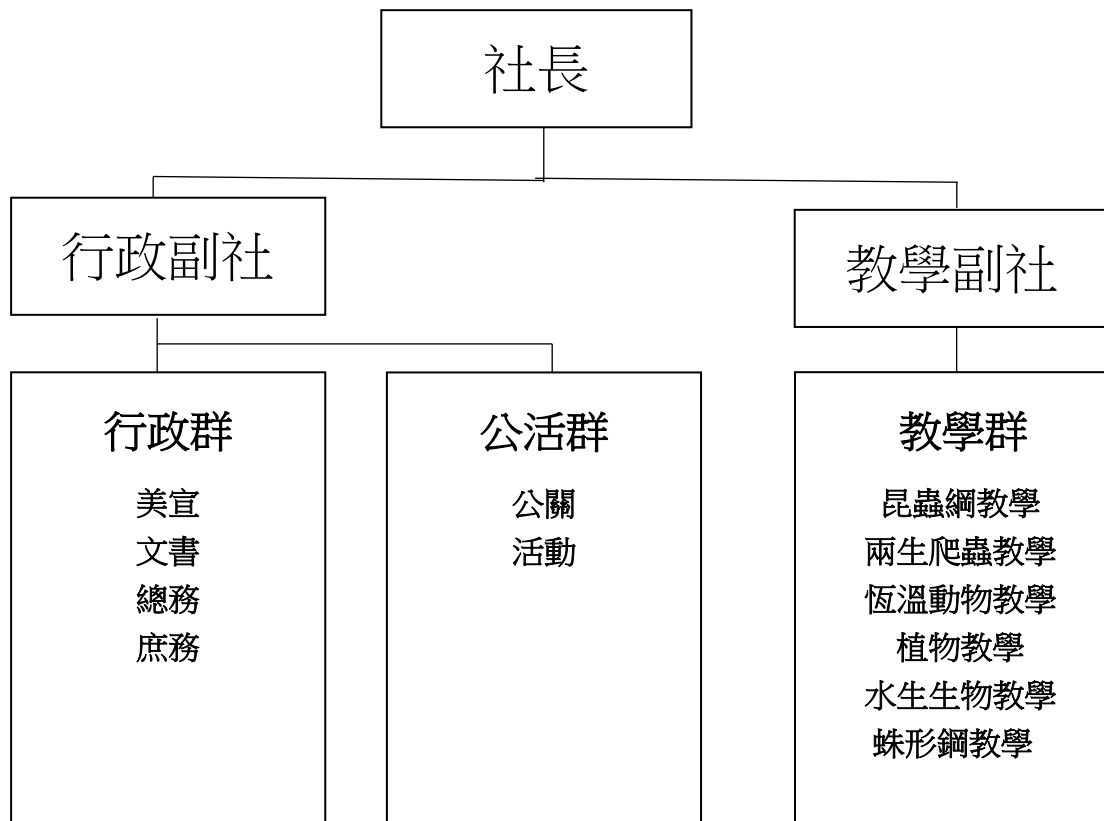 社長
行政副社
教學副社
行政群
美宣
文書
總務
庶務
公活群
公關
活動
教學群
昆蟲綱教學
兩生爬蟲教學
恆溫動物教學
植物教學
水生生物教學
蛛形鋼教學